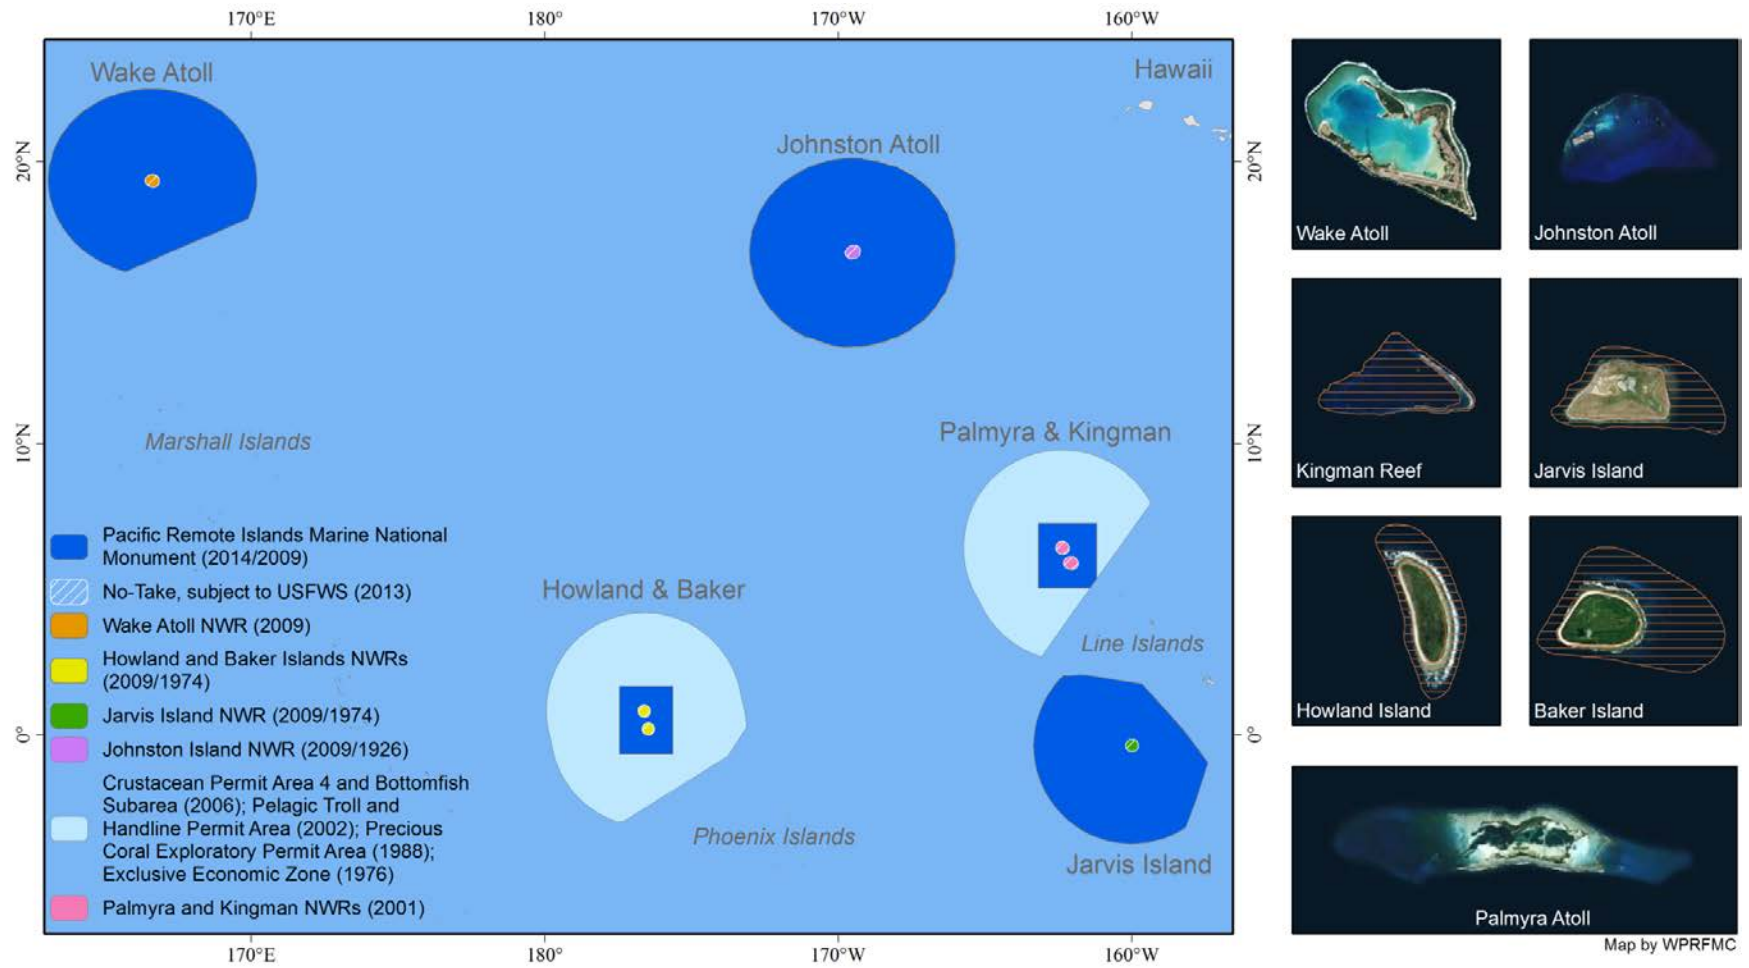 170°E 180° 170°W 160°W
Wake Atoll
Hawaii
Johnston Atoll
20°N
20°N
10°N
10°N
Marshall Islands
Palmyra & Kingman
Howland & Baker
Line Islands
0°
0°
Phoenix Islands
Jarvis Island
Pacific Remote Islands Marine National
Monument (2014/2009)
No-Take, subject to USFWS (2013)
Wake Atoll NWR (2009)
Howland and Baker Islands NWRs
(2009/1974)
Jarvis Island NWR (2009/1974)
Johnston Island NWR (2009/1926)
Crustacean Permit Area 4 and Bottomfish
Subarea (2006); Pelagic Troll and
Handline Permit Area (2002); Precious
Coral Exploratory Permit Area (1988);
Exclusive Economic Zone (1976)
Palmyra and Kingman NWRs (2001)
170°E 180° 170°W 160°W
Wake Atoll
Johnston Atoll
Kingman Reef
Jarvis Island
Howland Island
Baker Island
Palmyra Atoll
Map by WPRFMC